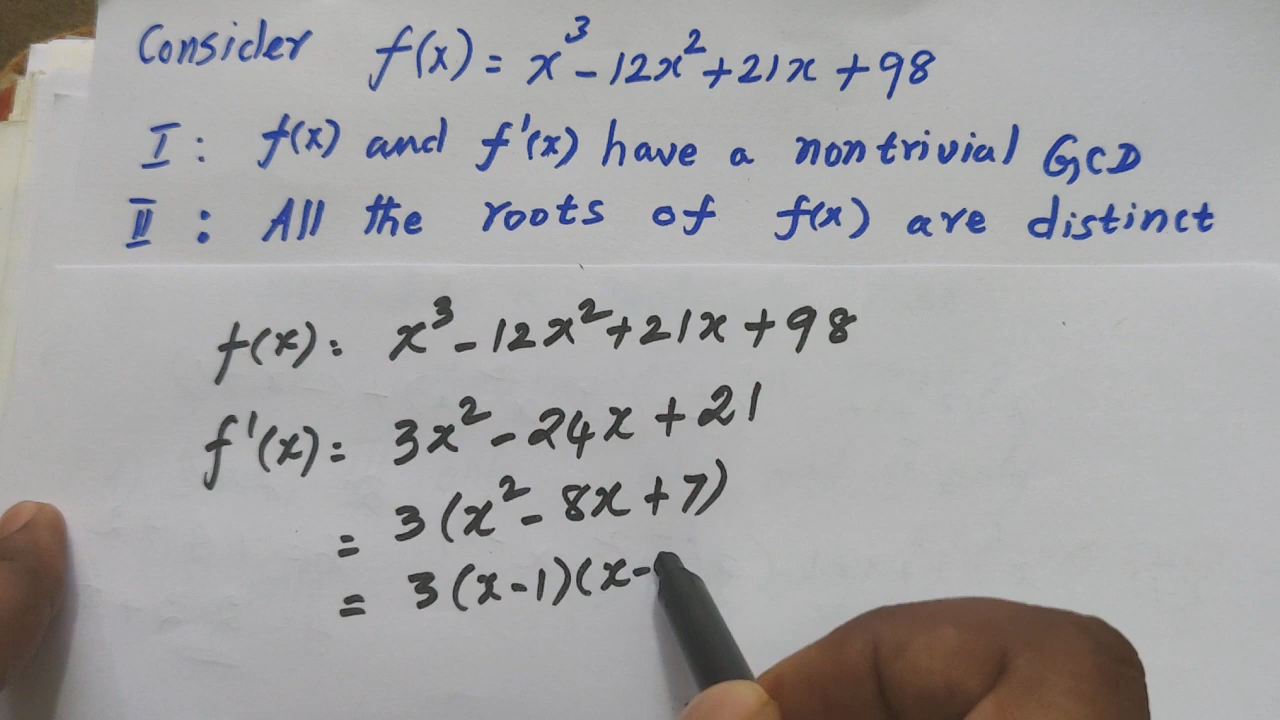 Consider f(x) = x³ - 12x² + 21x + 98
I : f(x) and f'(x) have a nontrivial GCD
II : All the roots of f(x) are distinct
f(x) = x³ - 12x² + 21x + 98
f'(x) = 3x² - 24x + 21
= 3(x² - 8x + 7)
= 3(x-1)(x-